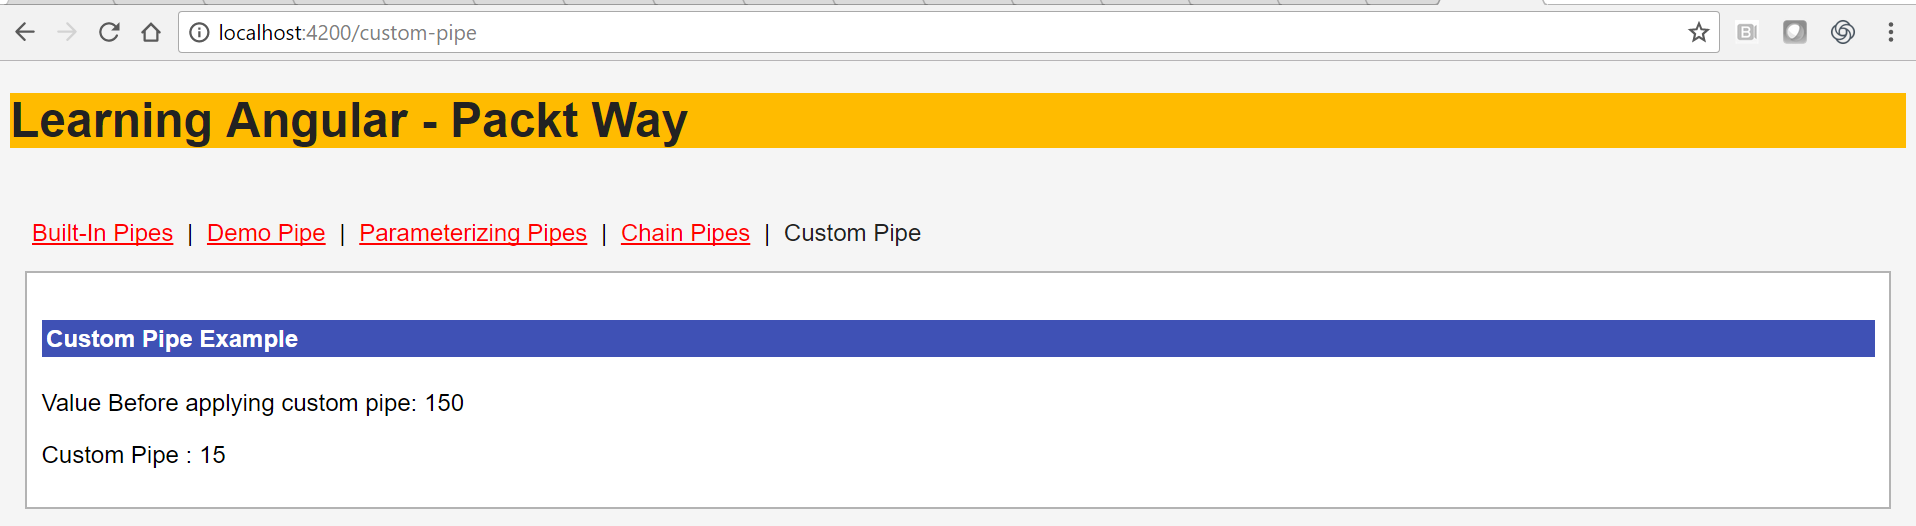 localhost:4200/custom-pipe
Learning Angular - Packt Way
Built-In Pipes | Demo Pipe | Parameterizing Pipes | Chain Pipes | Custom Pipe
Custom Pipe Example
Value Before applying custom pipe: 150
Custom Pipe : 15